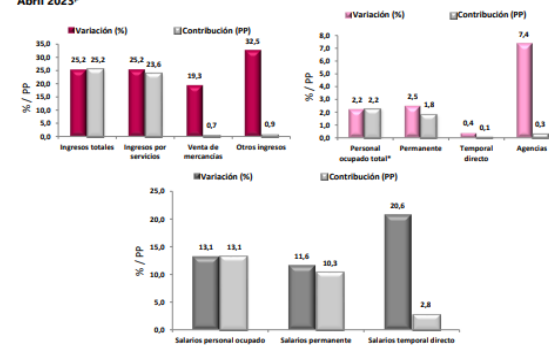 Abril 2023ᵖ
Variación (%) Contribución (PP)
% / PP
35,0
30,0
25,0
20,0
15,0
10,0
5,0
0,0
25,2 25,2 25,2 23,6 19,3 0,7 32,5 0,9
Ingresos totales Ingresos por servicios Venta de mercancías Otros ingresos
Variación (%) Contribución (PP)
% / PP
8,0
7,0
6,0
5,0
4,0
3,0
2,0
1,0
0,0
2,2 2,2 2,5 1,8 0,4 0,1 7,4 0,3
Personal ocupado total* Permanente Temporal directo Agencias
Variación (%) Contribución (PP)
% / PP
25,0
20,0
15,0
10,0
5,0
0,0
13,1 13,1 11,6 10,3 20,6 2,8
Salarios personal ocupado Salarios permanente Salarios temporal directo